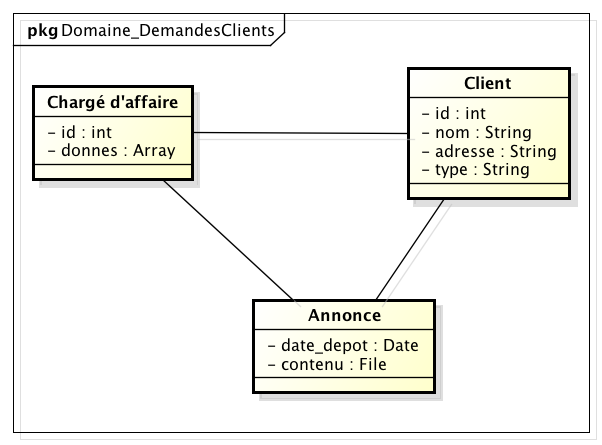 pkg Domaine_DemandesClients
Chargé d'affaire
- id : int
- donnes : Array
Client
- id : int
- nom : String
- adresse : String
- type : String
Annonce
- date_depot : Date
- contenu : File